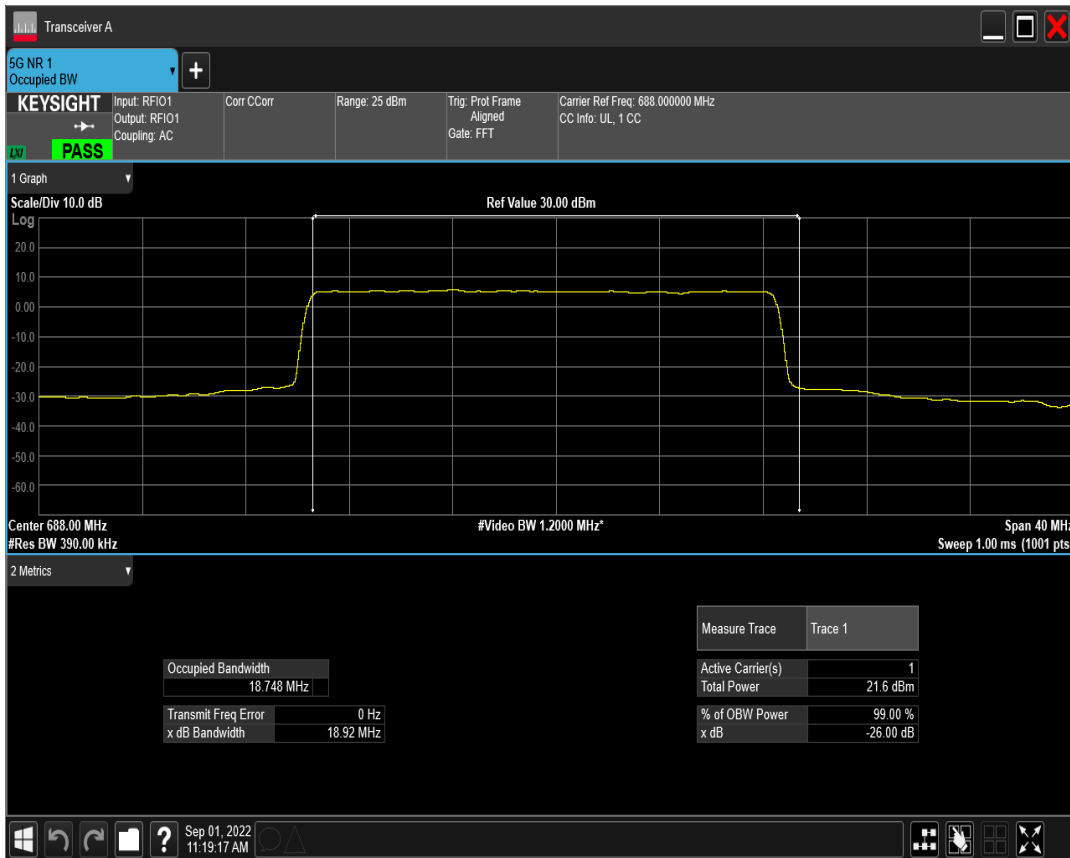 Transceiver A
5G NR 1
Occupied BW
+
KEYSIGHT
LXI
PASS
Input: RFIO1
Output: RFIO1
Coupling: AC
Corr CCorr
Range: 25 dBm
Trig: Prot Frame
Aligned
Gate: FFT
Carrier Ref Freq: 688.000000 MHz
CC Info: UL, 1 CC
1 Graph
Scale/Div 10.0 dB
Ref Value 30.00 dBm
Log
20.0
10.0
0.00
-10.0
-20.0
-30.0
-40.0
-50.0
-60.0
Center 688.00 MHz
#Video BW 1.2000 MHz*
Span 40 MHz
#Res BW 390.00 kHz
Sweep 1.00 ms (1001 pts
2 Metrics
Measure Trace Trace 1
Occupied Bandwidth
18.748 MHz
Active Carrier(s) 1
Total Power 21.6 dBm
Transmit Freq Error 0 Hz
x dB Bandwidth 18.92 MHz
% of OBW Power 99.00 %
x dB -26.00 dB
?
Sep 01, 2022
11:19:17 AM